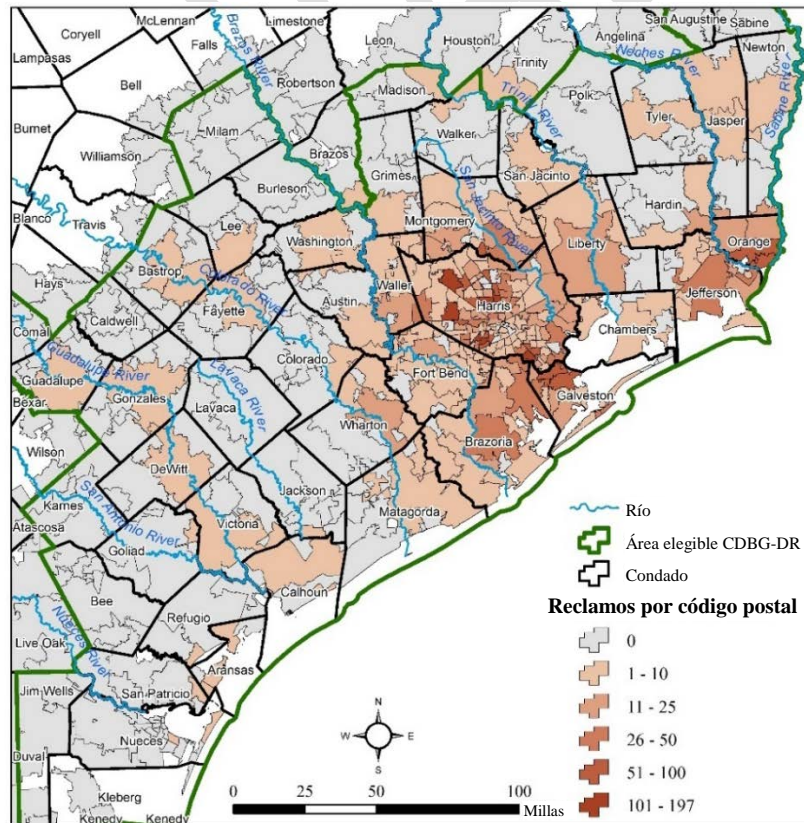 McLennan
Limestone
San Augustine
Sabine
Coryell
Falls
Brazos River
Leon
Houston
Angelina
Neches River
Newton
Lampasas
Robertson
Trinity
Bell
Madison
Trinity River
Polk
Sabine River
Burnet
Milam
Walker
Tyler
Jasper
Williamson
Brazos
Grimes
San Jacinto River
San Jacinto
Burleson
Hardin
Blanco
Travis
Lee
Washington
Montgomery
Liberty
Orange
Bastrop
Colorado River
Waller
Hays
Austin
Harris
Jefferson
Fayette
Chambers
Caldwell
Comal
Guadalupe River
Lavaca River
Colorado
Guadalupe
Fort Bend
Galveston
Bexar
Gonzales
Lavaca
Wharton
Brazoria
Wilson
DeWitt
San Antonio River
Jackson
Karnes
Matagorda
Atascosa
Victoria
Goliad
Calhoun
Bee
Nueces River
Refugio
Live Oak
Aransas
Jim Wells
San Patricio
Nueces
Duval
Kleberg
Kenedy
Kenedy
Río
Área elegible CDBG-DR
Condado
Reclamos por código postal
0
1 - 10
11 - 25
26 - 50
51 - 100
101 - 197
N
W E
S
0 25 50 100
Millas